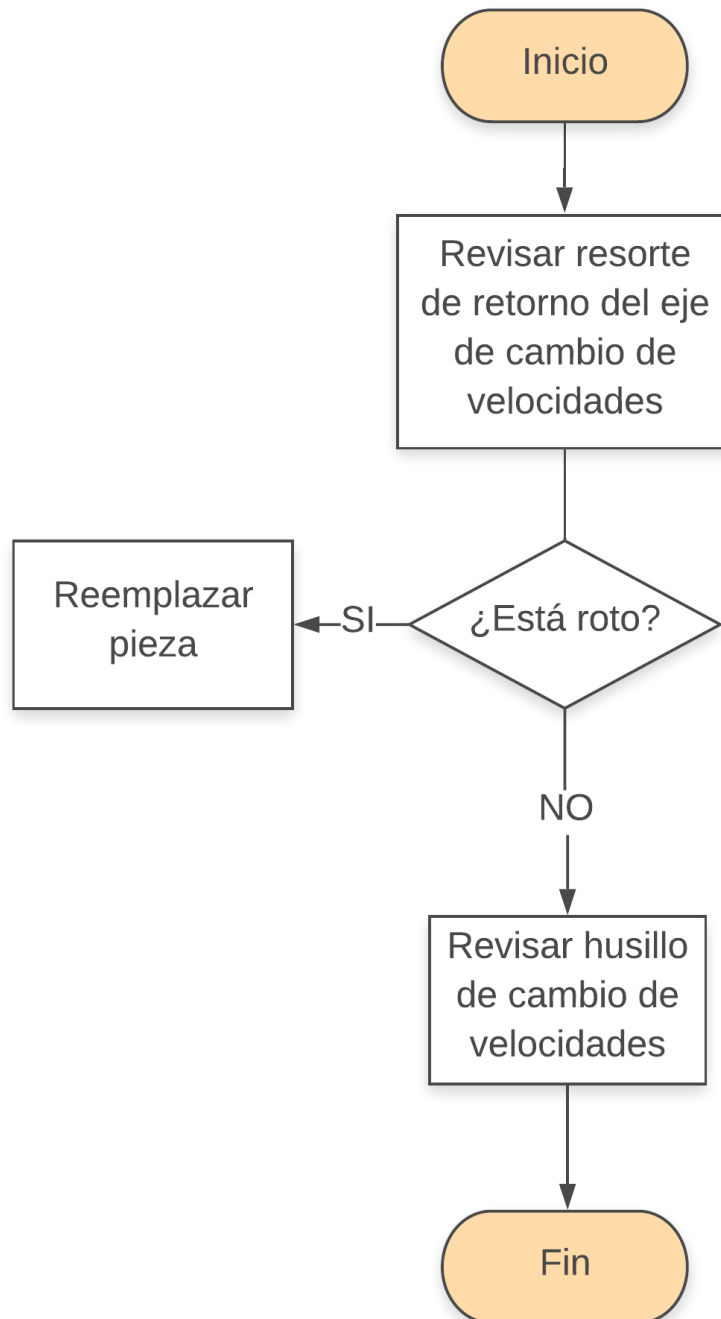 Inicio
Revisar resorte
de retorno del eje
de cambio de
velocidades
¿Está roto?
SI
Reemplazar
pieza
NO
Revisar husillo
de cambio de
velocidades
Fin